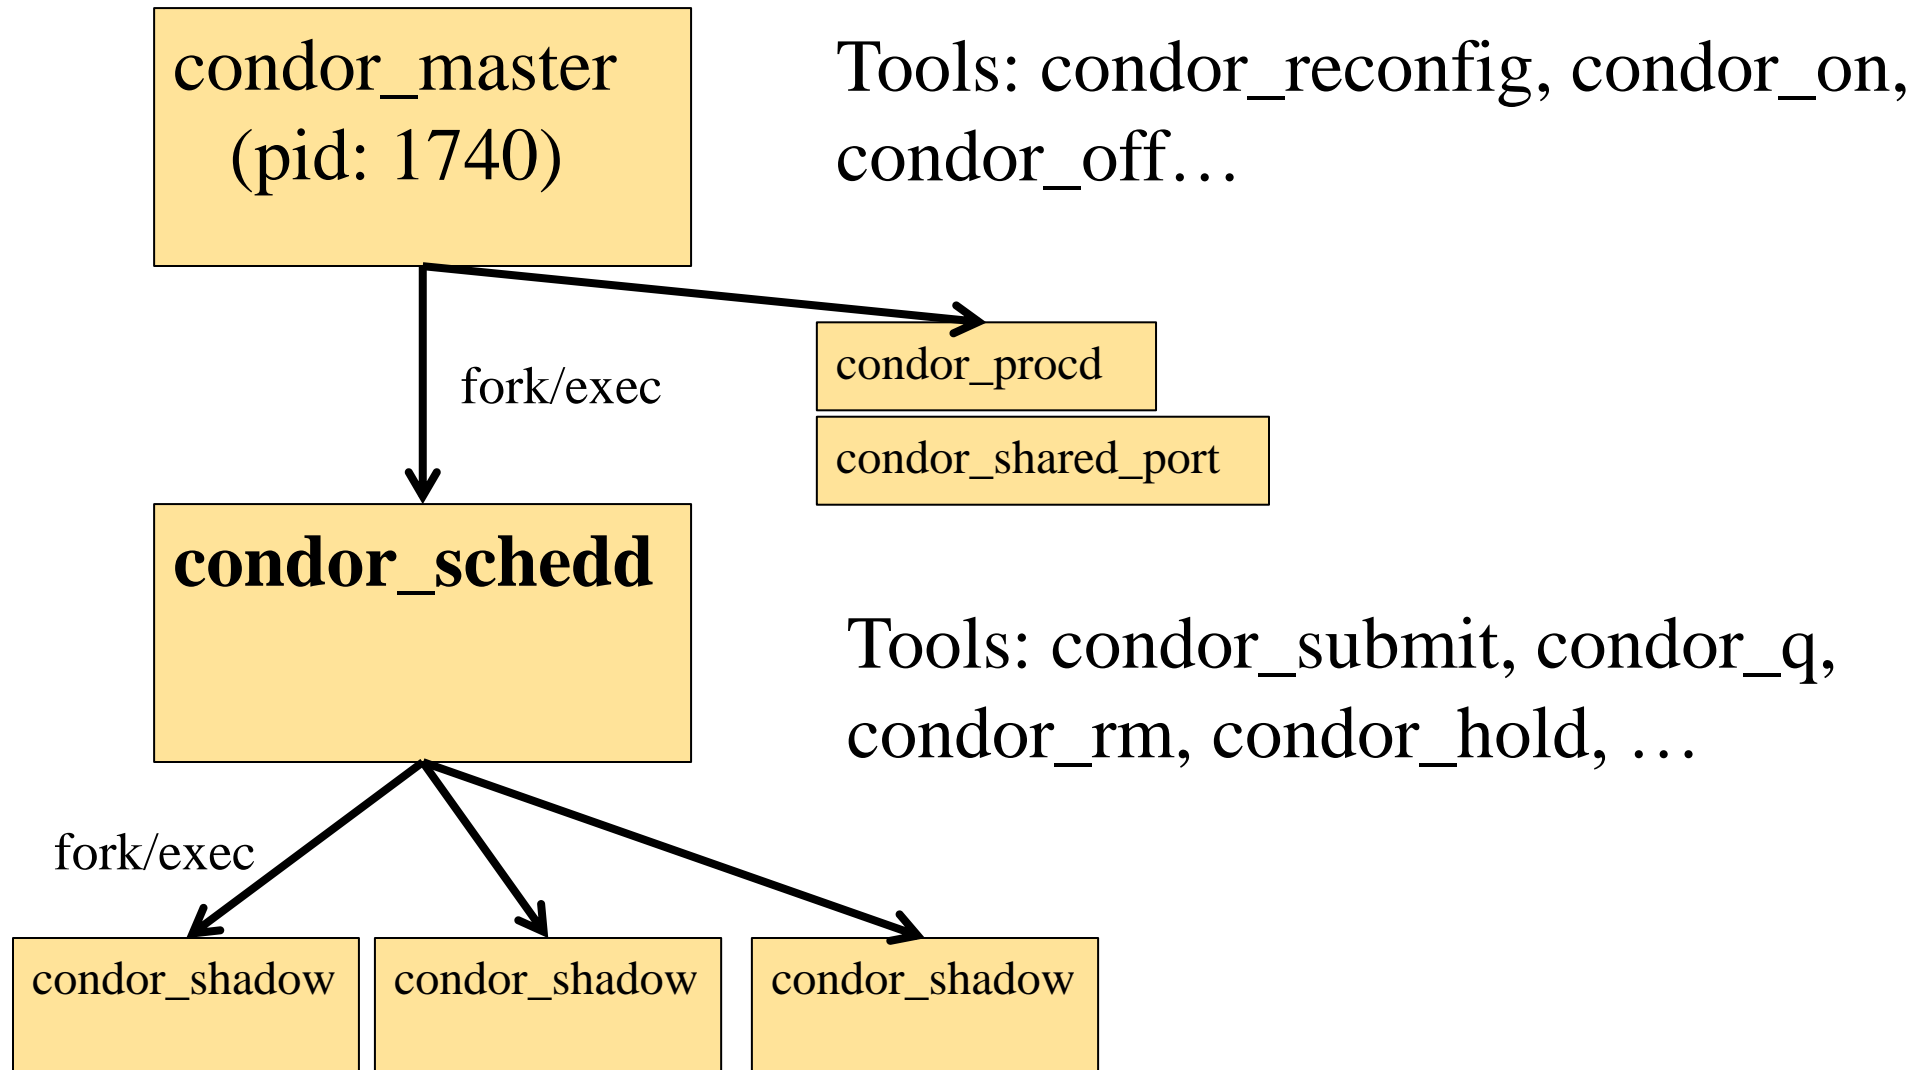 condor_master
(pid: 1740)
Tools: condor_reconfig, condor_on,
condor_off…
condor_procd
fork/exec
condor_shared_port
condor_schedd
Tools: condor_submit, condor_q,
condor_rm, condor_hold, …
fork/exec
condor_shadow
condor_shadow
condor_shadow